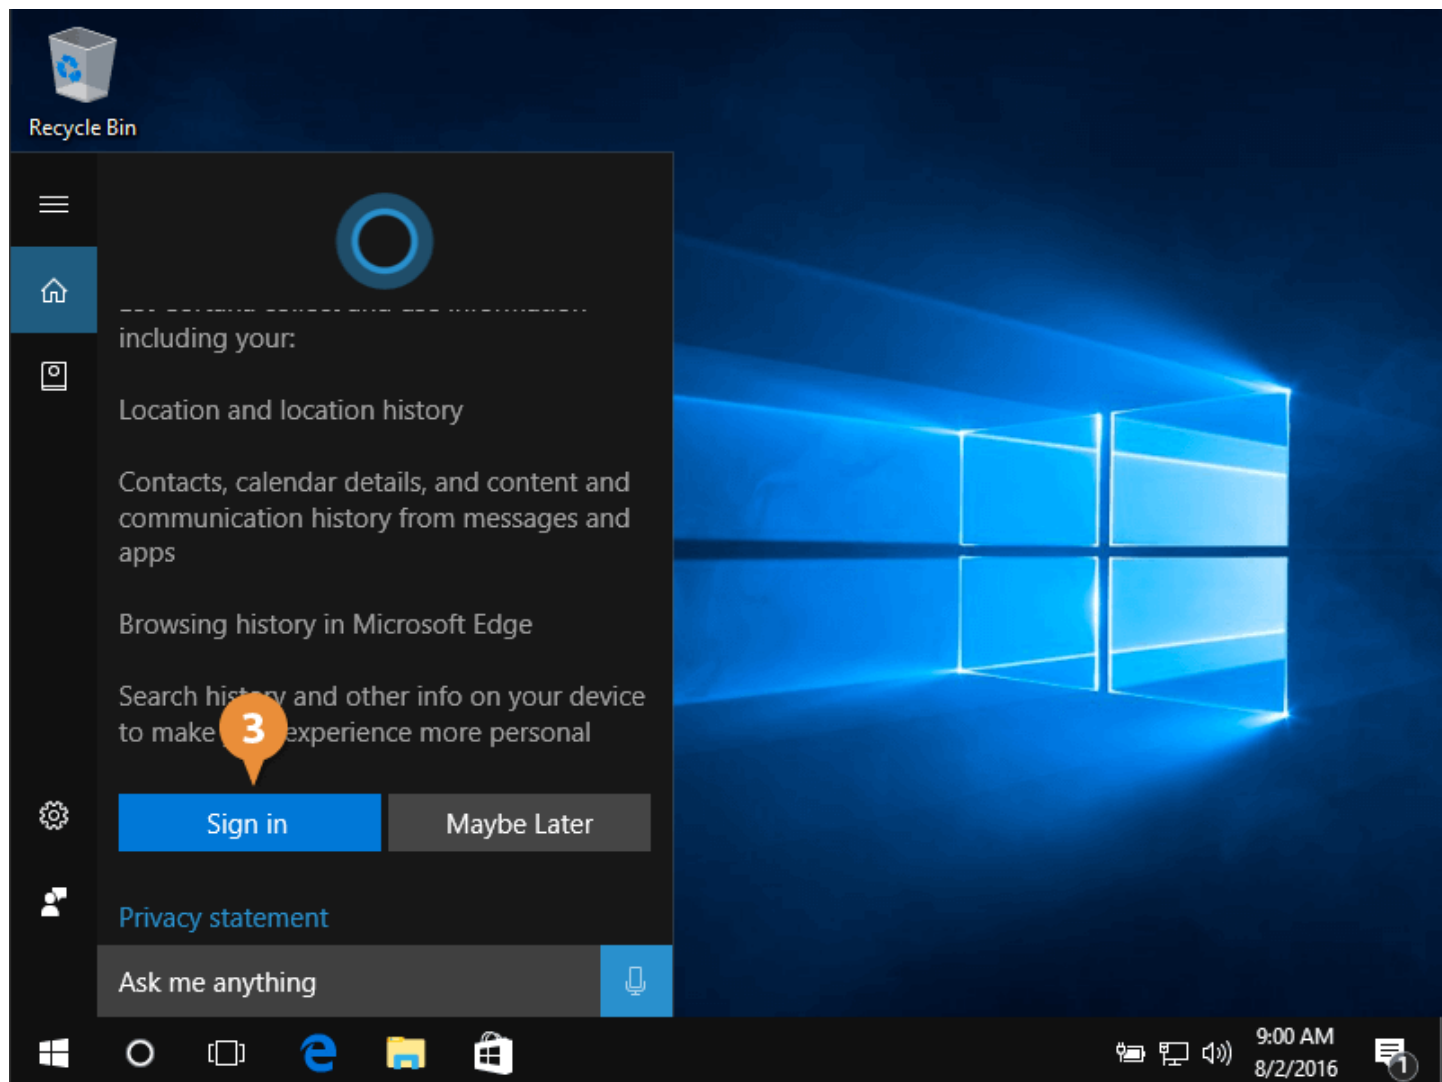 Recycle Bin
including your:
Location and location history
Contacts, calendar details, and content and
communication history from messages and
apps
Browsing history in Microsoft Edge
Search history and other info on your device
to make experience more personal
3
Sign in
Maybe Later
Privacy statement
Ask me anything
9:00 AM
8/2/2016
1